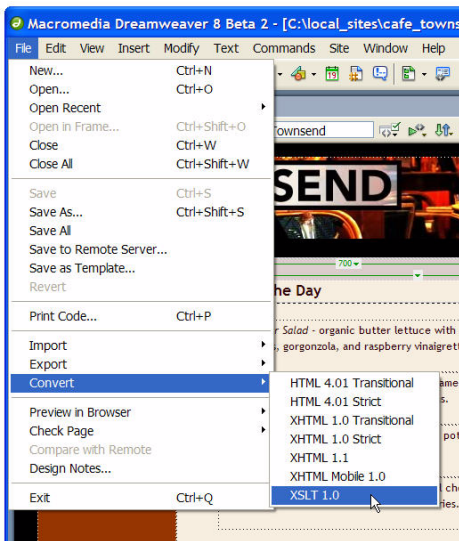 Macromedia Dreamweaver 8 Beta 2 - [C:\local_sites\cafe_towns
File Edit View Insert Modify Text Commands Site Window Help
New... Ctrl+N
Open... Ctrl+O
Open Recent
Open in Frame... Ctrl+Shift+O
Close Ctrl+W
Close All Ctrl+Shift+W
Save Ctrl+S
Save As... Ctrl+Shift+S
Save All
Save to Remote Server...
Save as Template...
Revert
Print Code... Ctrl+P
Import
Export
Convert
Preview in Browser
Check Page
Compare with Remote
Design Notes...
Exit Ctrl+Q
HTML 4.01 Transitional
HTML 4.01 Strict
XHTML 1.0 Transitional
XHTML 1.0 Strict
XHTML 1.1
XHTML Mobile 1.0
XSLT 1.0
ownsend
SEND
700
he Day
r Salad - organic butter lettuce with
, gorgonzola, and raspberry vinaigret
ame
s.
pot
ch
ries.